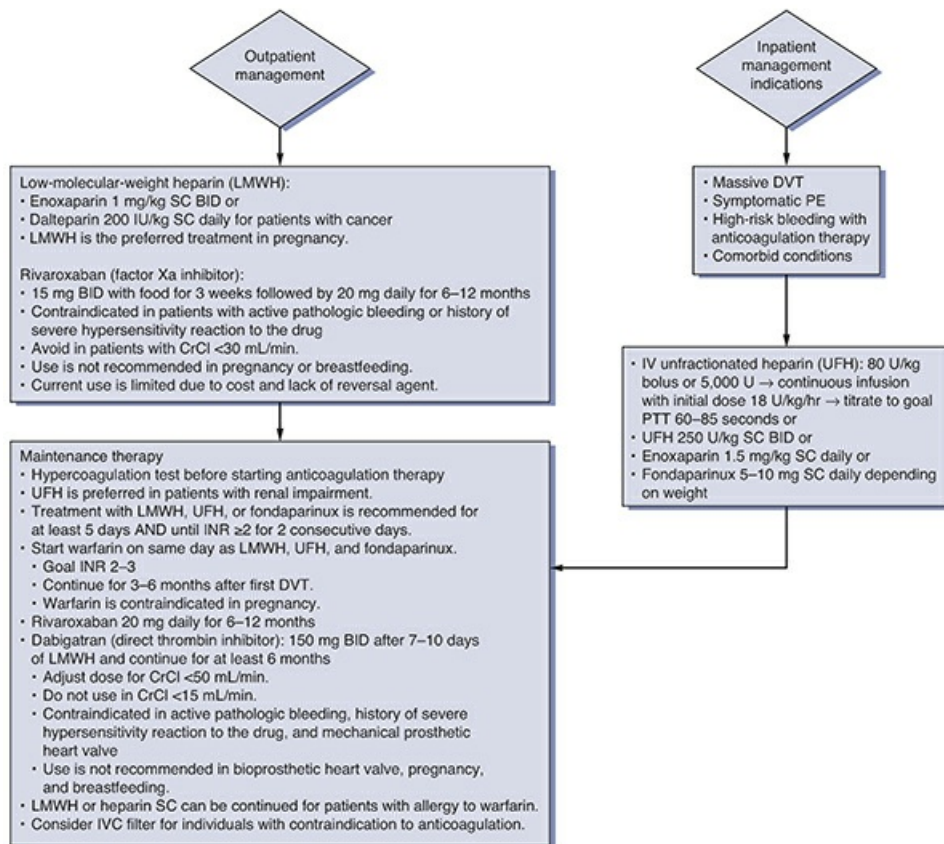 Outpatient
management
Low-molecular-weight heparin (LMWH):
• Enoxaparin 1 mg/kg SC BID or
• Dalteparin 200 IU/kg SC daily for patients with cancer
• LMWH is the preferred treatment in pregnancy.
Rivaroxaban (factor Xa inhibitor):
• 15 mg BID with food for 3 weeks followed by 20 mg daily for 6–12 months
• Contraindicated in patients with active pathologic bleeding or history of
severe hypersensitivity reaction to the drug
• Avoid in patients with CrCl <30 mL/min.
• Use is not recommended in pregnancy or breastfeeding.
• Current use is limited due to cost and lack of reversal agent.
Maintenance therapy
• Hypercoagulation test before starting anticoagulation therapy
• UFH is preferred in patients with renal impairment.
• Treatment with LMWH, UFH, or fondaparinux is recommended for
at least 5 days AND until INR ≥2 for 2 consecutive days.
• Start warfarin on same day as LMWH, UFH, and fondaparinux.
• Goal INR 2–3
• Continue for 3–6 months after first DVT.
• Warfarin is contraindicated in pregnancy.
• Rivaroxaban 20 mg daily for 6–12 months
• Dabigatran (direct thrombin inhibitor): 150 mg BID after 7–10 days
of LMWH and continue for at least 6 months
• Adjust dose for CrCl <50 mL/min.
• Do not use in CrCl <15 mL/min.
• Contraindicated in active pathologic bleeding, history of severe
hypersensitivity reaction to the drug, and mechanical prosthetic
heart valve
• Use is not recommended in bioprosthetic heart valve, pregnancy,
and breastfeeding.
• LMWH or heparin SC can be continued for patients with allergy to warfarin.
• Consider IVC filter for individuals with contraindication to anticoagulation.
Inpatient
management
indications
• Massive DVT
• Symptomatic PE
• High-risk bleeding with
anticoagulation therapy
• Comorbid conditions
• IV unfractionated heparin (UFH): 80 U/kg
bolus or 5,000 U → continuous infusion
with initial dose 18 U/kg/hr → titrate to goal
PTT 60–85 seconds or
• UFH 250 U/kg SC BID or
• Enoxaparin 1.5 mg/kg SC daily or
• Fondaparinux 5–10 mg SC daily depending
on weight